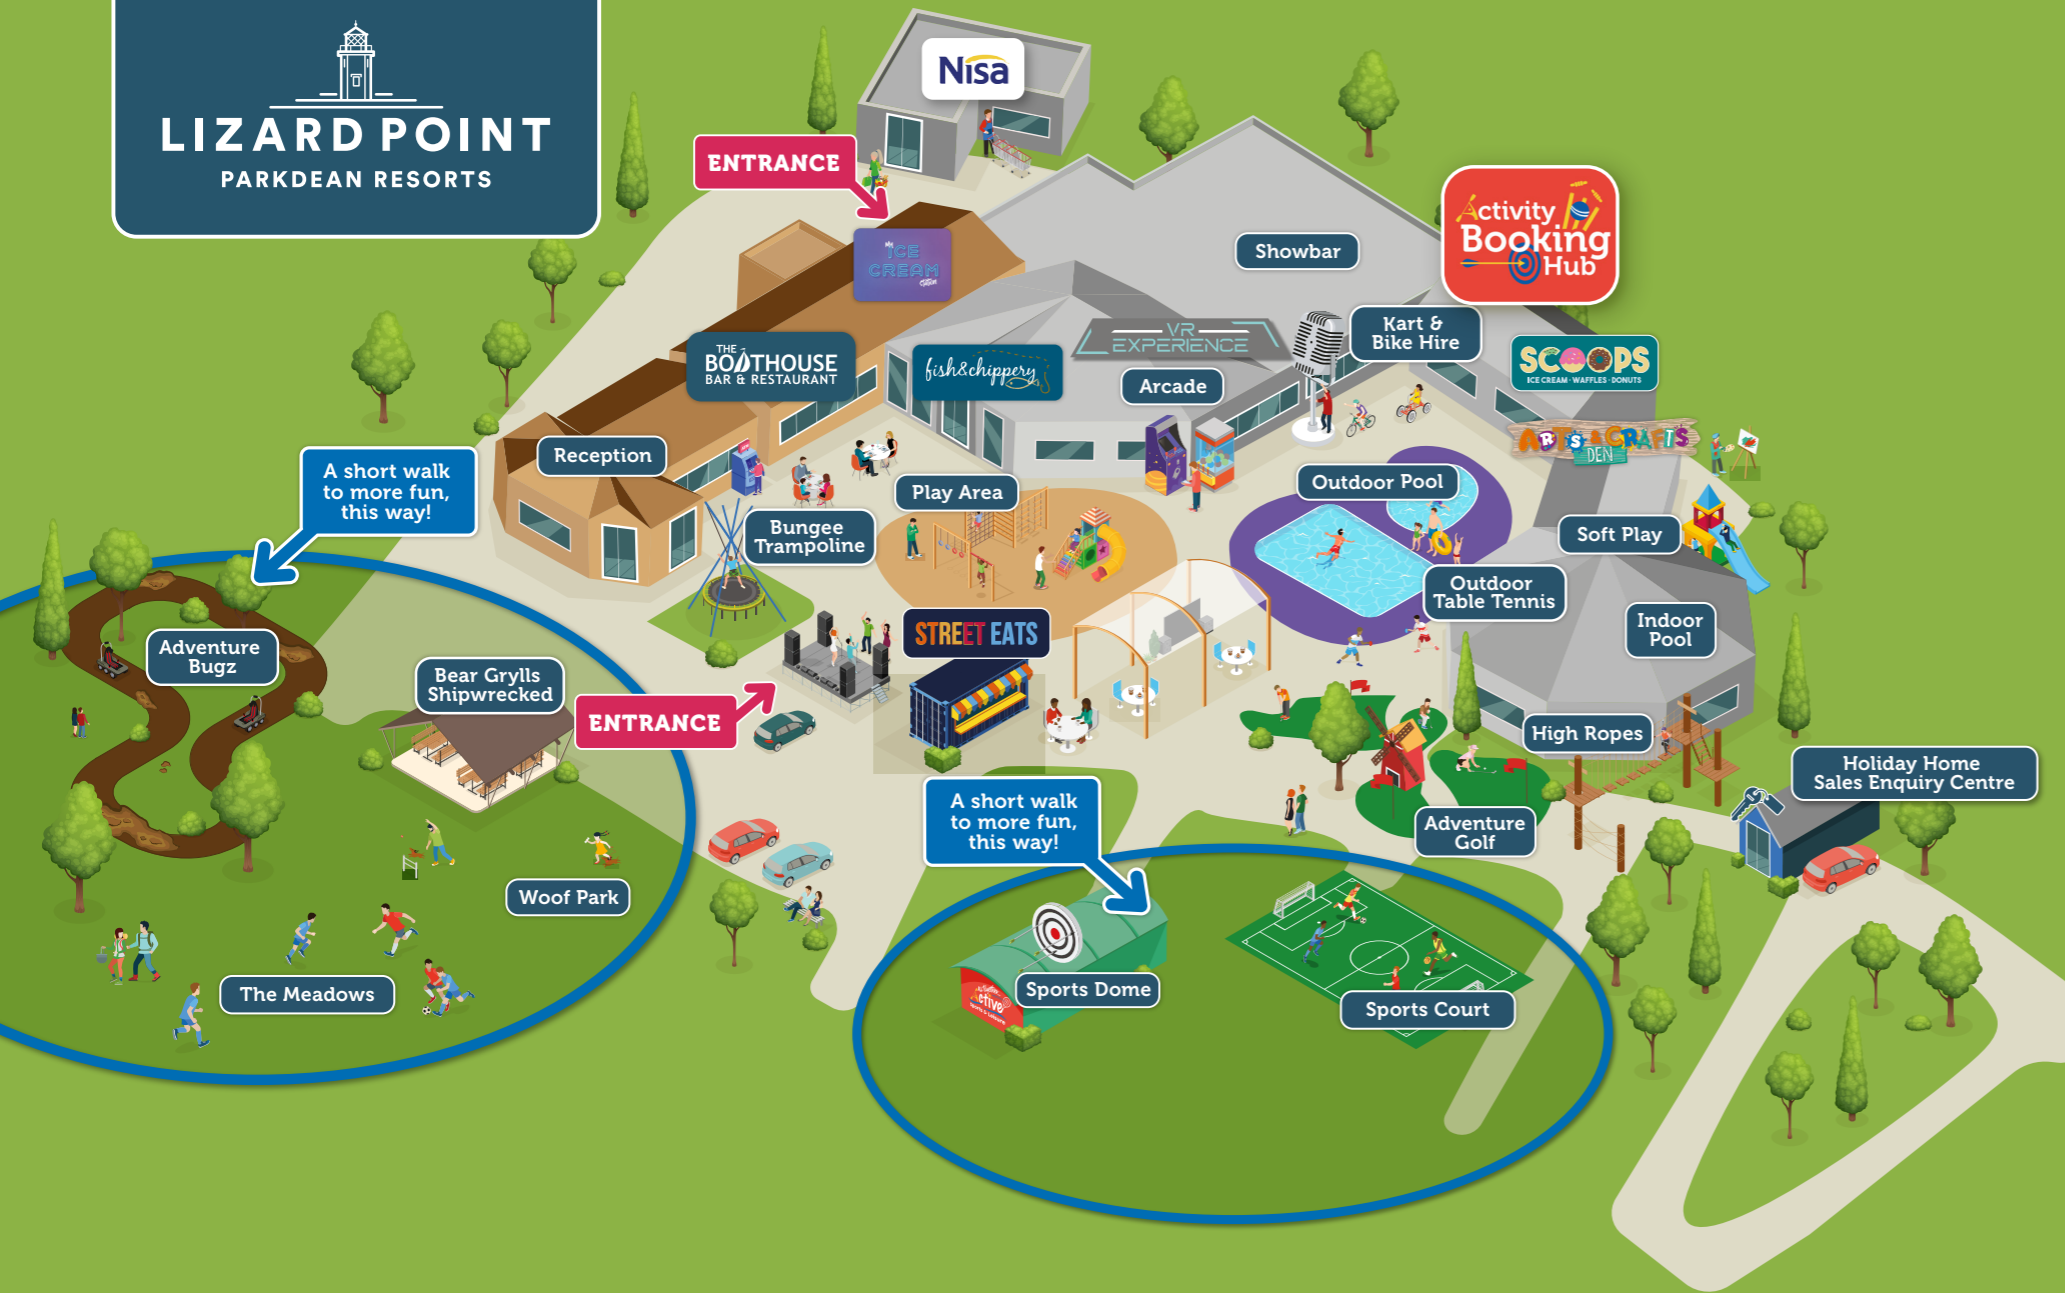 LIZARD POINT
PARKDEAN RESORTS
Nisa
ENTRANCE
MY
ICE
CREAM
STATION
Showbar
Activity
Booking
Hub
THE
BOATHOUSE
BAR & RESTAURANT
fish&chippery
VR
EXPERIENCE
Arcade
Kart &
Bike Hire
SCOOPS
ICE CREAM · WAFFLES · DONUTS
ARTS & CRAFTS
DEN
Reception
A short walk
to more fun,
this way!
Play Area
Outdoor Pool
Bungee
Trampoline
Soft Play
Outdoor
Table Tennis
Indoor
Pool
STREET EATS
Adventure
Bugz
Bear Grylls
Shipwrecked
ENTRANCE
High Ropes
Holiday Home
Sales Enquiry Centre
A short walk
to more fun,
this way!
Adventure
Golf
Woof Park
The Meadows
Sports Dome
Active
Sports Court